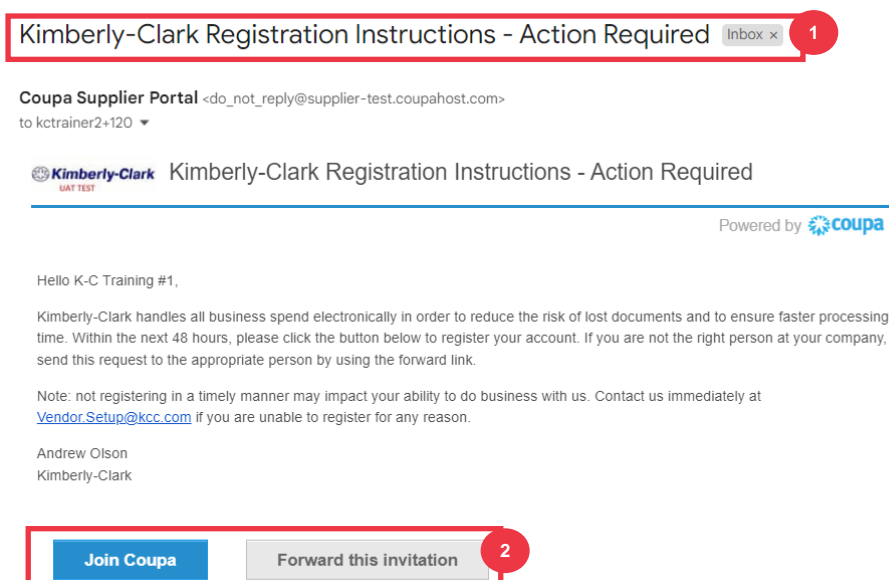 Kimberly-Clark Registration Instructions - Action Required Inbox x 1
Coupa Supplier Portal <do_not_reply@supplier-test.coupahost.com>
to kctrainer2+120
Kimberly-Clark Kimberly-Clark Registration Instructions - Action Required
UAT TEST
Powered by coupa
Hello K-C Training #1,
Kimberly-Clark handles all business spend electronically in order to reduce the risk of lost documents and to ensure faster processing
time. Within the next 48 hours, please click the button below to register your account. If you are not the right person at your company,
send this request to the appropriate person by using the forward link.
Note: not registering in a timely manner may impact your ability to do business with us. Contact us immediately at
Vendor.Setup@kcc.com if you are unable to register for any reason.
Andrew Olson
Kimberly-Clark
Join Coupa Forward this invitation 2